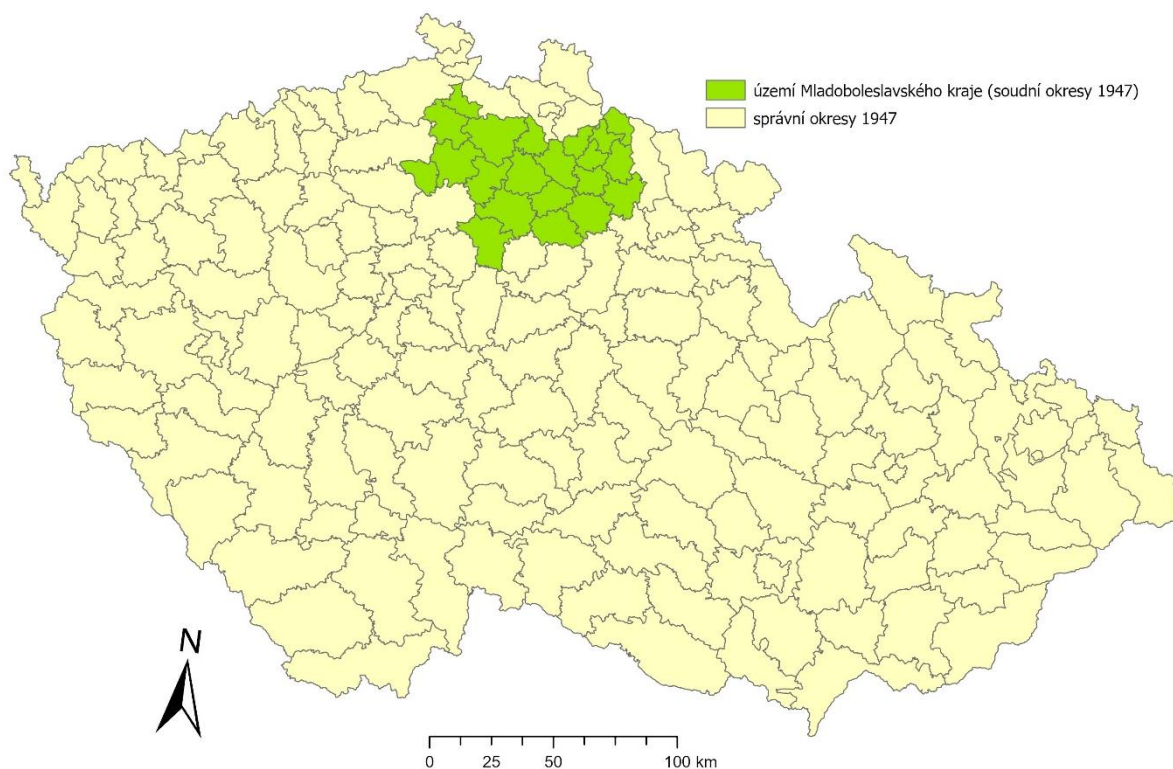 území Mladoboleslavského kraje (soudní okresy 1947)
správní okresy 1947
N
0 25 50 100 km